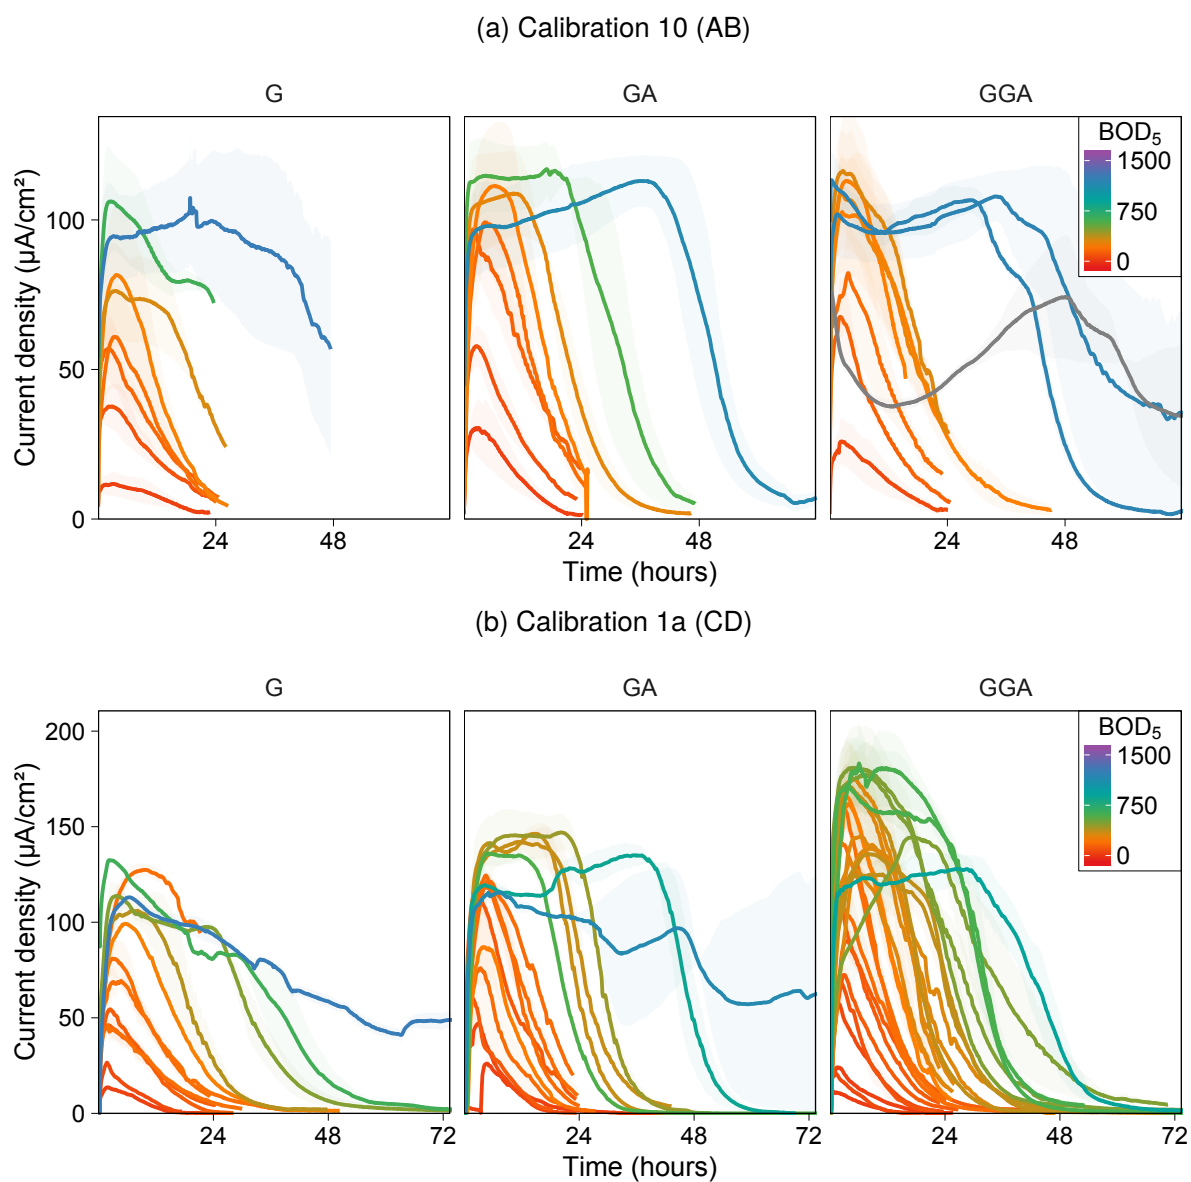 (a) Calibration 10 (AB)
G
GA
GGA
Current density (µA/cm²)
100
50
0
BOD₅
1500
750
0
24
48
24
48
24
48
Time (hours)
(b) Calibration 1a (CD)
G
GA
GGA
Current density (µA/cm²)
200
150
100
50
0
BOD₅
1500
750
0
24
48
72
24
48
72
24
48
72
Time (hours)